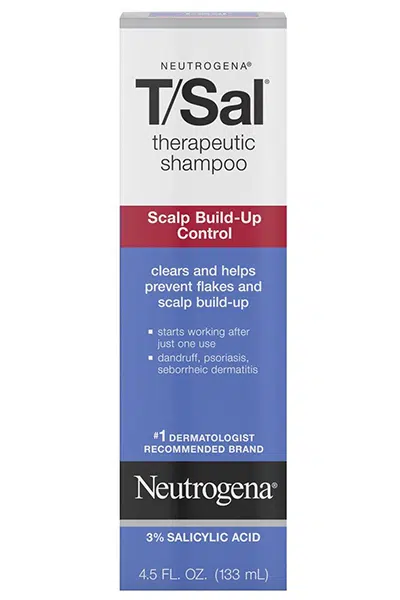 NEUTROGENA®
T/Sal®
therapeutic
shampoo
Scalp Build-Up
Control
clears and helps
prevent flakes and
scalp build-up
▪ starts working after
just one use
▪ dandruff, psoriasis,
seborrheic dermatitis
#1 DERMATOLOGIST
RECOMMENDED BRAND
Neutrogena®
3% SALICYLIC ACID
4.5 FL. OZ. (133 mL)